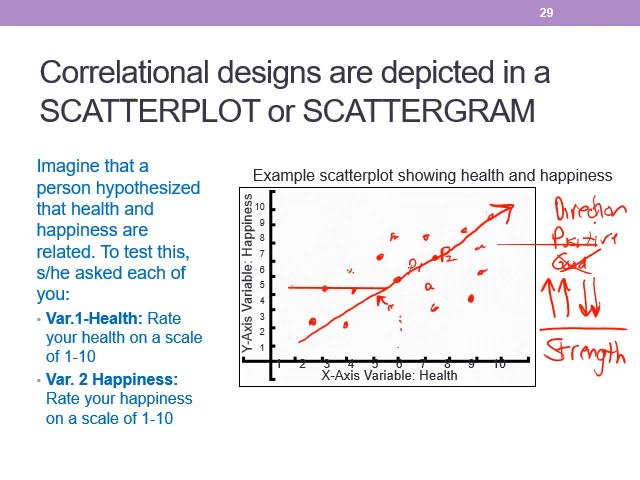 29
Correlational designs are depicted in a
SCATTERPLOT or SCATTERGRAM
Imagine that a
person hypothesized
that health and
happiness are
related. To test this,
s/he asked each of
you:
• Var.1-Health: Rate
your health on a scale
of 1-10
• Var. 2 Happiness:
Rate your happiness
on a scale of 1-10
Example scatterplot showing health and happiness
Y-Axis Variable: Happiness
10
9
8
7
6
5
4
3
2
1
1 2 3 4 5 6 7 8 9 10
X-Axis Variable: Health
P2
Direction
Positive
Good
Strength